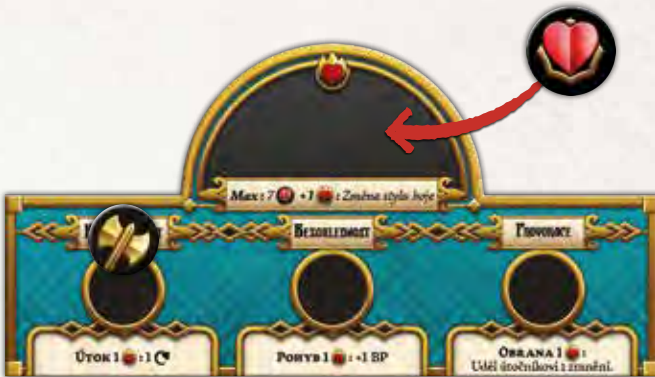 Max: 7 +1 : Změna stylu boje
Bezohlednost
Provokace
Útok 1 : 1
Pohyb 1 : +1 BP
Obrana 1 :
Uděl útočníkovi 1 zranění.